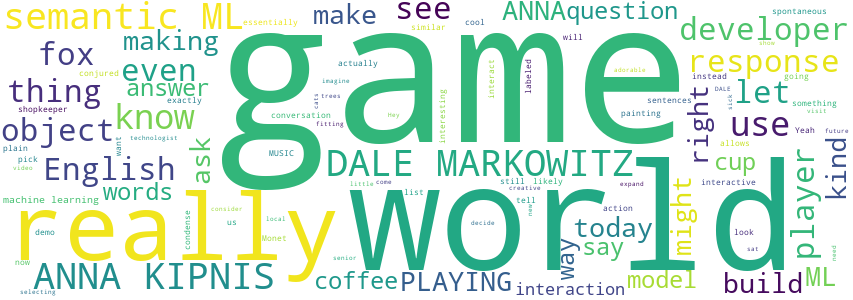 semantic ML
essentially
make
see
similar
ANNA
question
cool
spontaneous
developer
fox
conjured
making
game
will
show
thing
even
actually
adorable
instead
going
response
shopkeeper
answer
imagine
cats
trees
interact
labeled
DALE
let
something
visit
object
exactly
know
fitting
Hey
interesting
sentences
painting
right
sick
use
Yeah
future
plain
technologist
conversation
allows
pick
want
ask
MUSIC
DALE MARKOWITZ
cup
player
kind
video
English
machine learning
words
little
come
still
likely
creative
expand
interactive
really
world
consider
condense
us
list
tell
new
action
might
look
demo
local
Monet
today
sat
now
decide
way
say
need
ANNA KIPNIS
senior
coffee
PLAYING
interaction
model
build
ML
selecting